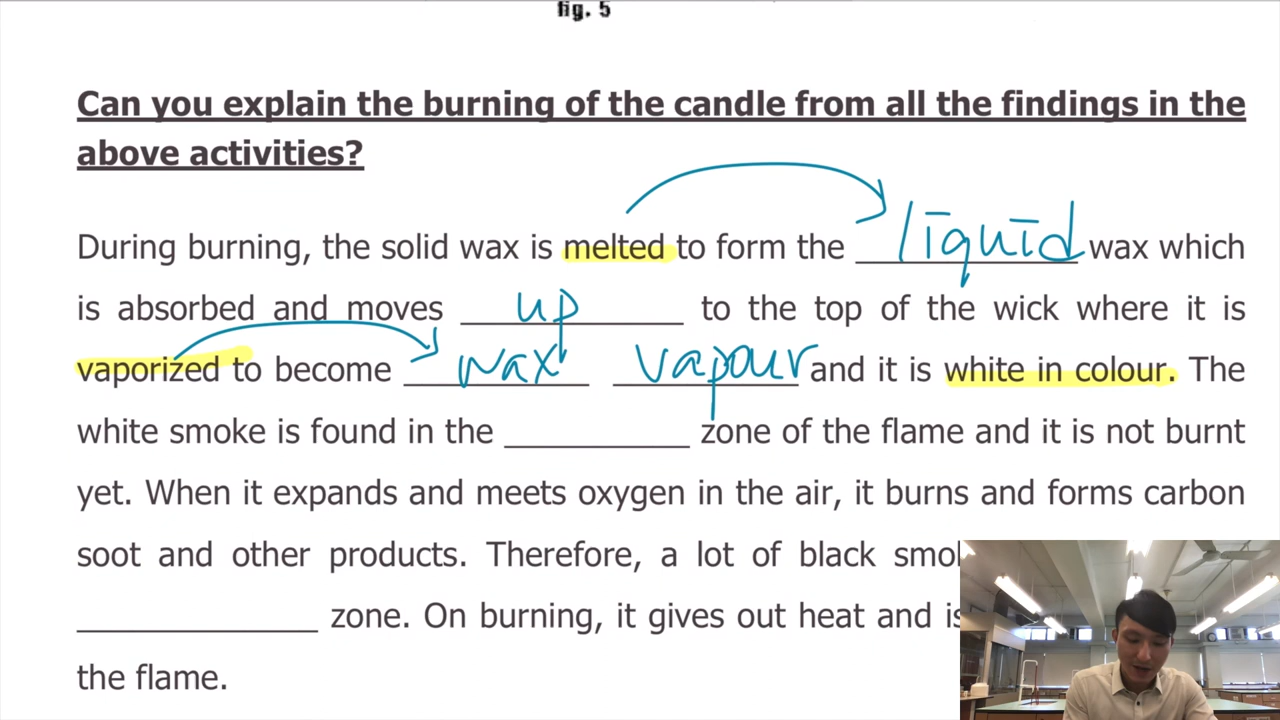 fig. 5
Can you explain the burning of the candle from all the findings in the
above activities?
During burning, the solid wax is melted to form the liquid wax which
is absorbed and moves up to the top of the wick where it is
vaporized to become wax vapour and it is white in colour. The
white smoke is found in the __________ zone of the flame and it is not burnt
yet. When it expands and meets oxygen in the air, it burns and forms carbon
soot and other products. Therefore, a lot of black
_____________ zone. On burning, it gives out heat and
the flame.